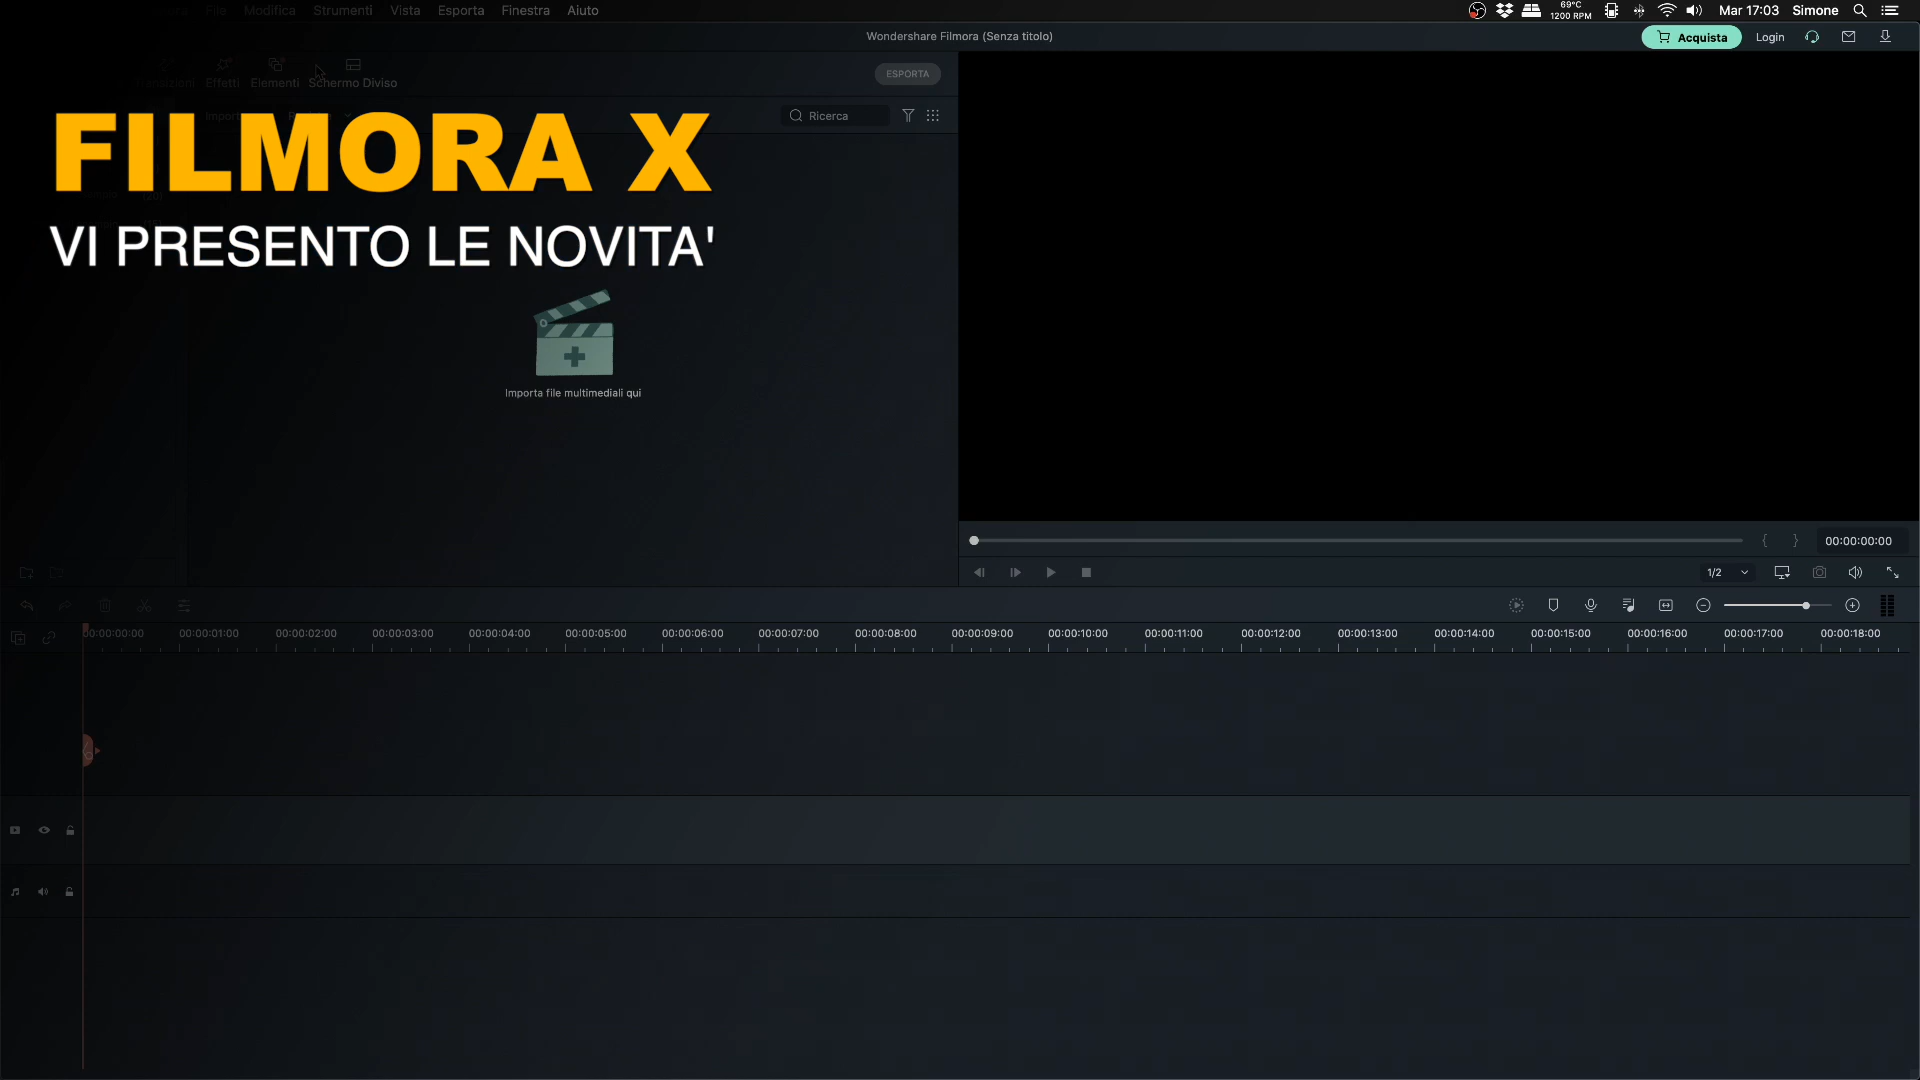 File Modifica Strumenti Vista Esporta Finestra Aiuto
69°C
1200 RPM
Mar 17:03 Simone
Wondershare Filmora (Senza titolo)
Acquista Login
Effetti Elementi Schermo Diviso
ESPORTA
Ricerca
FILMORA X
VI PRESENTO LE NOVITA'
Importa file multimediali qui
00:00:00:00
1/2
00:00:00:00 00:00:01:00 00:00:02:00 00:00:03:00 00:00:04:00 00:00:05:00 00:00:06:00 00:00:07:00 00:00:08:00 00:00:09:00 00:00:10:00 00:00:11:00 00:00:12:00 00:00:13:00 00:00:14:00 00:00:15:00 00:00:16:00 00:00:17:00 00:00:18:00